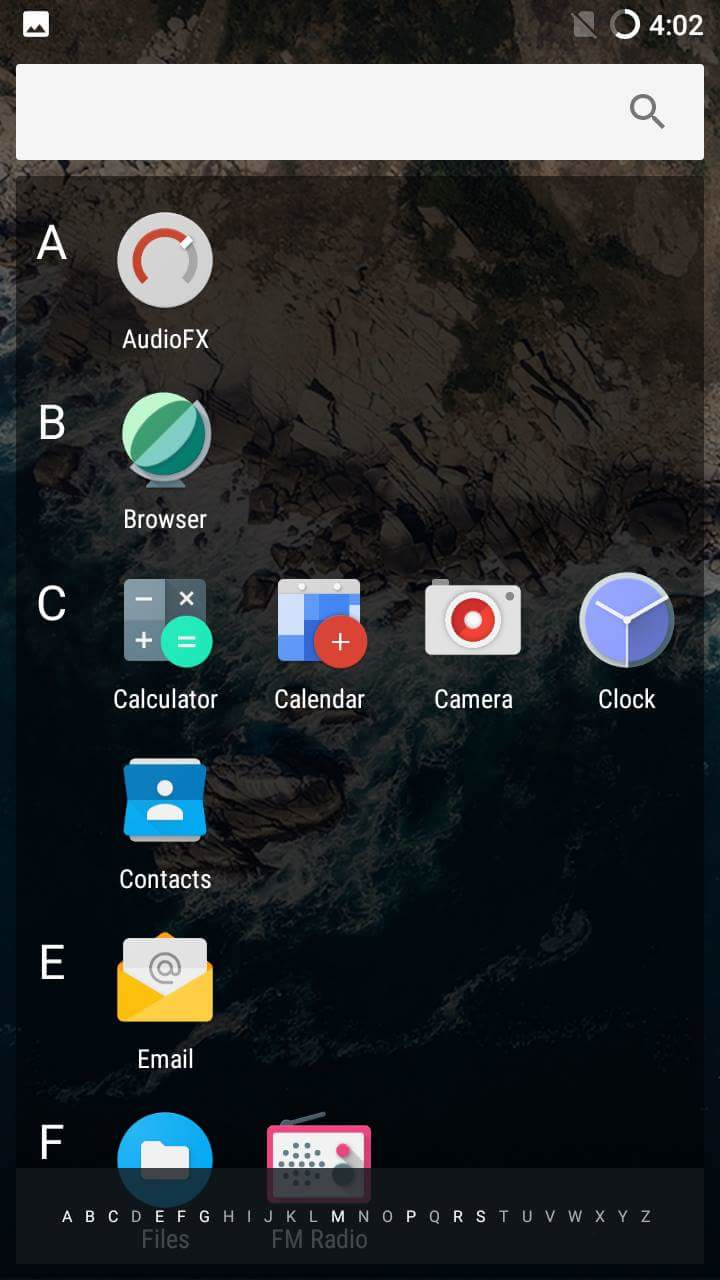 4:02
A
AudioFX
B
Browser
C
Calculator Calendar Camera Clock
Contacts
E
@
Email
F
A B C D E F G H I J K L M N O P Q R S T U V W X Y Z
Files FM Radio